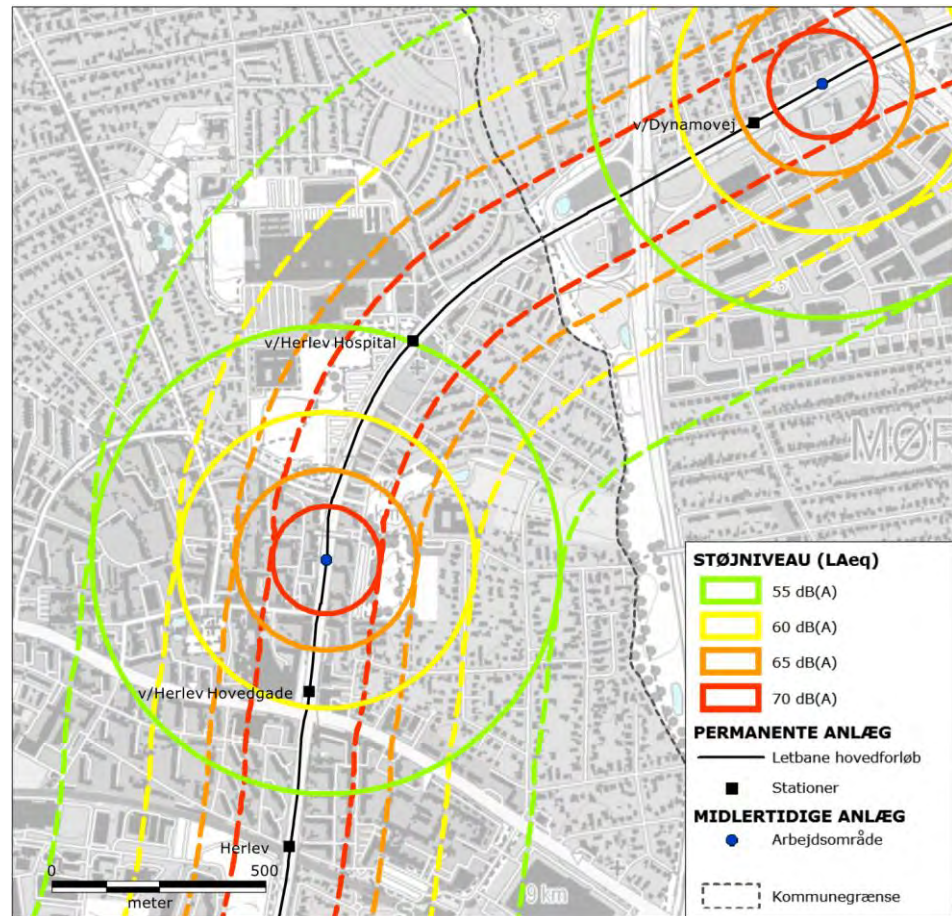 v/Dynamovej
v/Herlev Hospital
MØR
STØJNIVEAU (LAeq)
55 dB(A)
60 dB(A)
65 dB(A)
70 dB(A)
PERMANENTE ANLÆG
Letbane hovedforløb
Stationer
MIDLERTIDIGE ANLÆG
Arbejdsområde
Kommunegrænse
v/Herlev Hovedgade
Herlev
0 500
meter
9 km